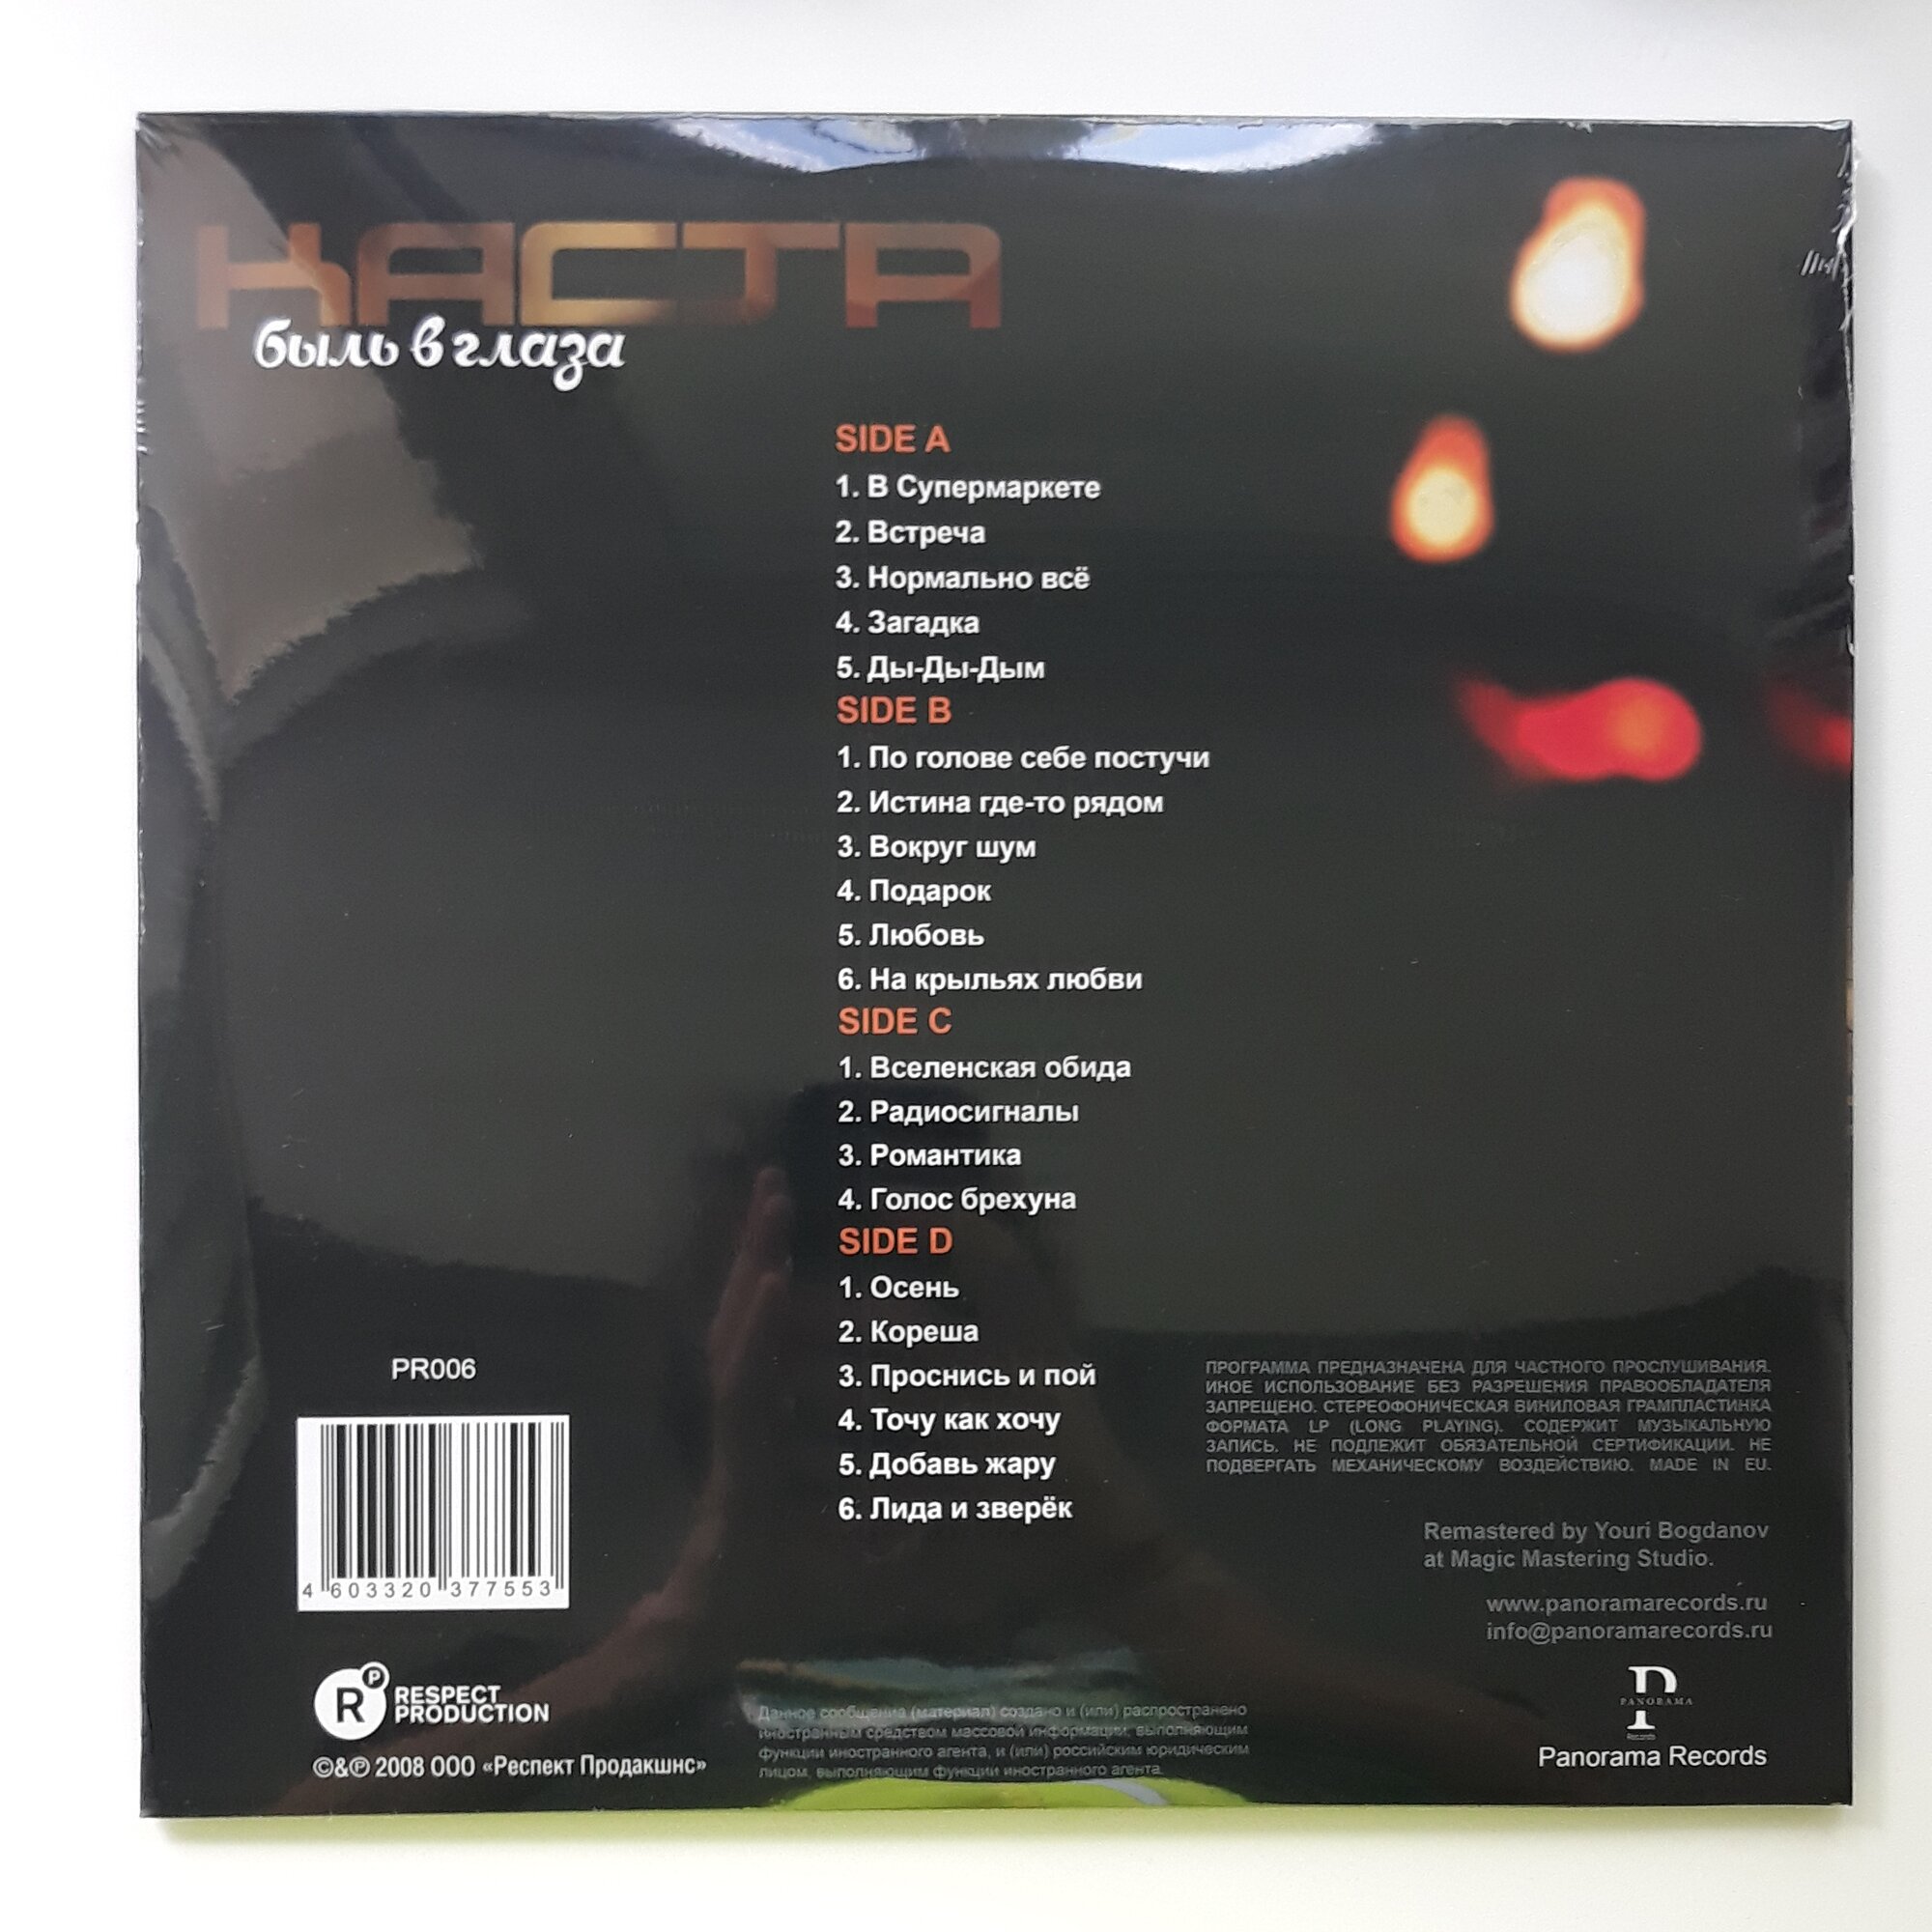 КАСТА
быль в глаза
SIDE A
1. В Супермаркете
2. Встреча
3. Нормально всё
4. Загадка
5. Ды-Ды-Дым
SIDE B
1. По голове себе постучи
2. Истина где-то рядом
3. Вокруг шум
4. Подарок
5. Любовь
6. На крыльях любви
SIDE C
1. Вселенская обида
2. Радиосигналы
3. Романтика
4. Голос брехуна
SIDE D
1. Осень
2. Кореша
3. Проснись и пой
4. Точу как хочу
5. Добавь жару
6. Лида и зверёк
PR006
4 603320 377553
R P RESPECT
PRODUCTION
©&℗ 2008 ООО «Респект Продакшнс»
Данное сообщение (материал) создано и (или) распространено
иностранным средством массовой информации, выполняющим
функции иностранного агента, и (или) российским юридическим
лицом, выполняющим функции иностранного агента.
ПРОГРАММА ПРЕДНАЗНАЧЕНА ДЛЯ ЧАСТНОГО ПРОСЛУШИВАНИЯ.
ИНОЕ ИСПОЛЬЗОВАНИЕ БЕЗ РАЗРЕШЕНИЯ ПРАВООБЛАДАТЕЛЯ
ЗАПРЕЩЕНО. СТЕРЕОФОНИЧЕСКАЯ ВИНИЛОВАЯ ГРАМПЛАСТИНКА
ФОРМАТА LP (LONG PLAYING). СОДЕРЖИТ МУЗЫКАЛЬНУЮ
ЗАПИСЬ. НЕ ПОДЛЕЖИТ ОБЯЗАТЕЛЬНОЙ СЕРТИФИКАЦИИ. НЕ
ПОДВЕРГАТЬ МЕХАНИЧЕСКОМУ ВОЗДЕЙСТВИЮ. MADE IN EU.
Remastered by Youri Bogdanov
at Magic Mastering Studio.
www.panoramarecords.ru
info@panoramarecords.ru
P
PANORAMA
Records
Panorama Records